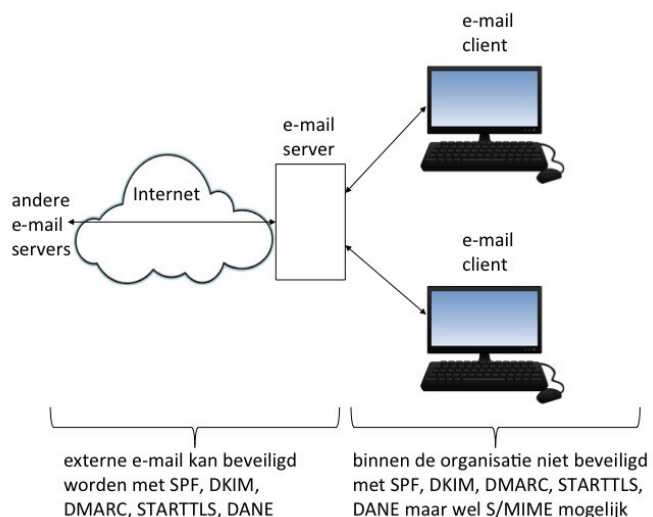 e-mail
client
e-mail
server
Internet
andere
e-mail
servers
e-mail
client
externe e-mail kan beveiligd
worden met SPF, DKIM,
DMARC, STARTTLS, DANE
binnen de organisatie niet beveiligd
met SPF, DKIM, DMARC, STARTTLS,
DANE maar wel S/MIME mogelijk